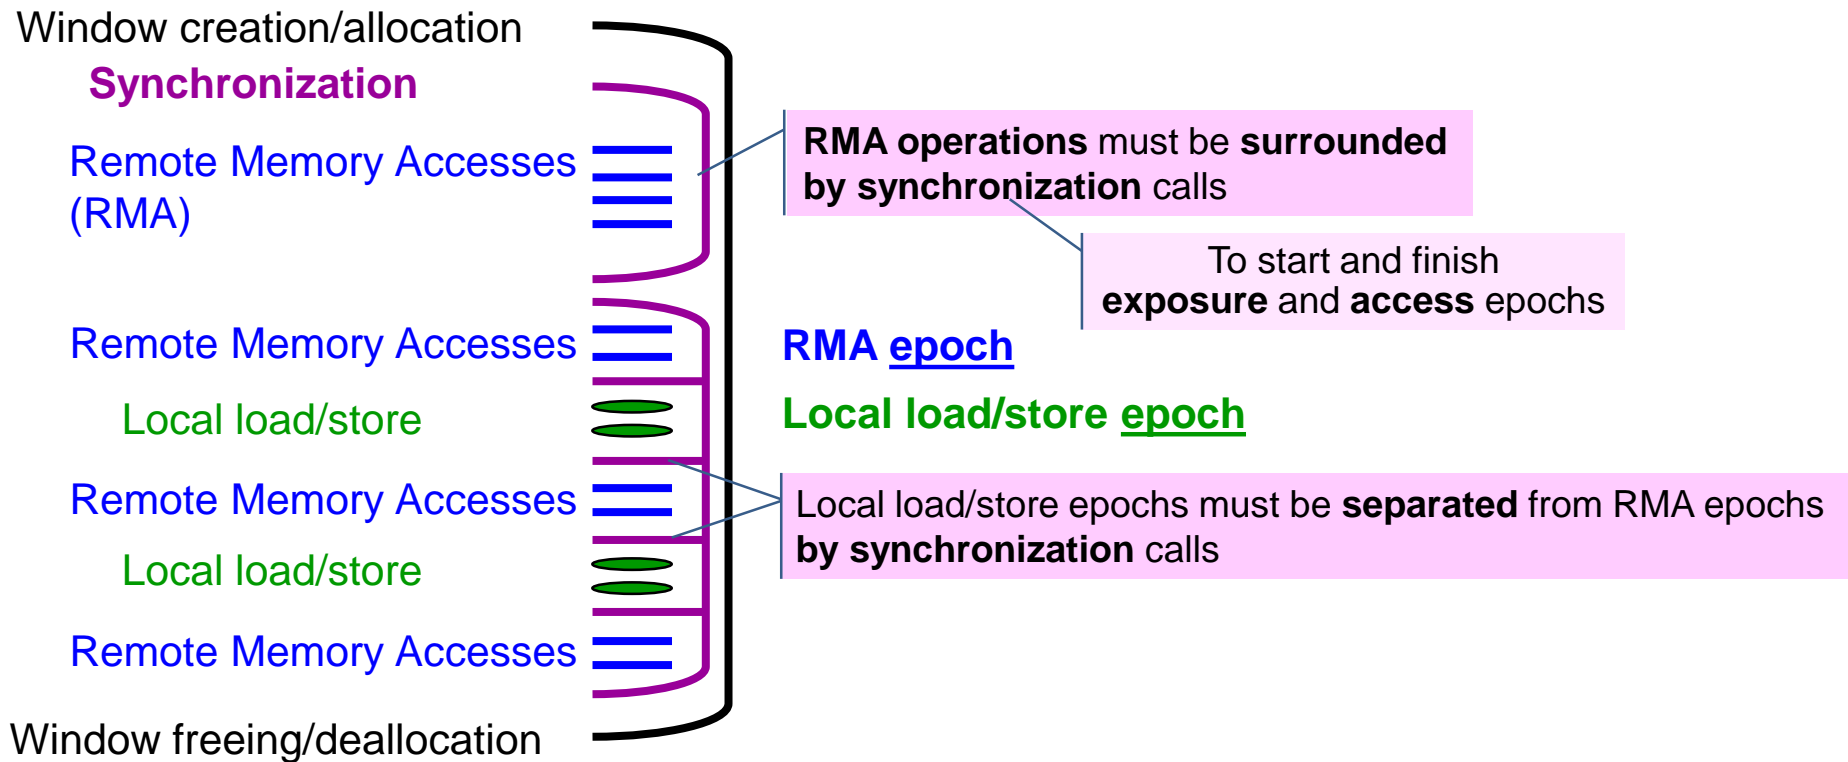 Window creation/allocation
Synchronization
Remote Memory Accesses
(RMA)
RMA operations must be surrounded
by synchronization calls
To start and finish
exposure and access epochs
Remote Memory Accesses
RMA epoch
Local load/store
Local load/store epoch
Remote Memory Accesses
Local load/store epochs must be separated from RMA epochs
by synchronization calls
Local load/store
Remote Memory Accesses
Window freeing/deallocation